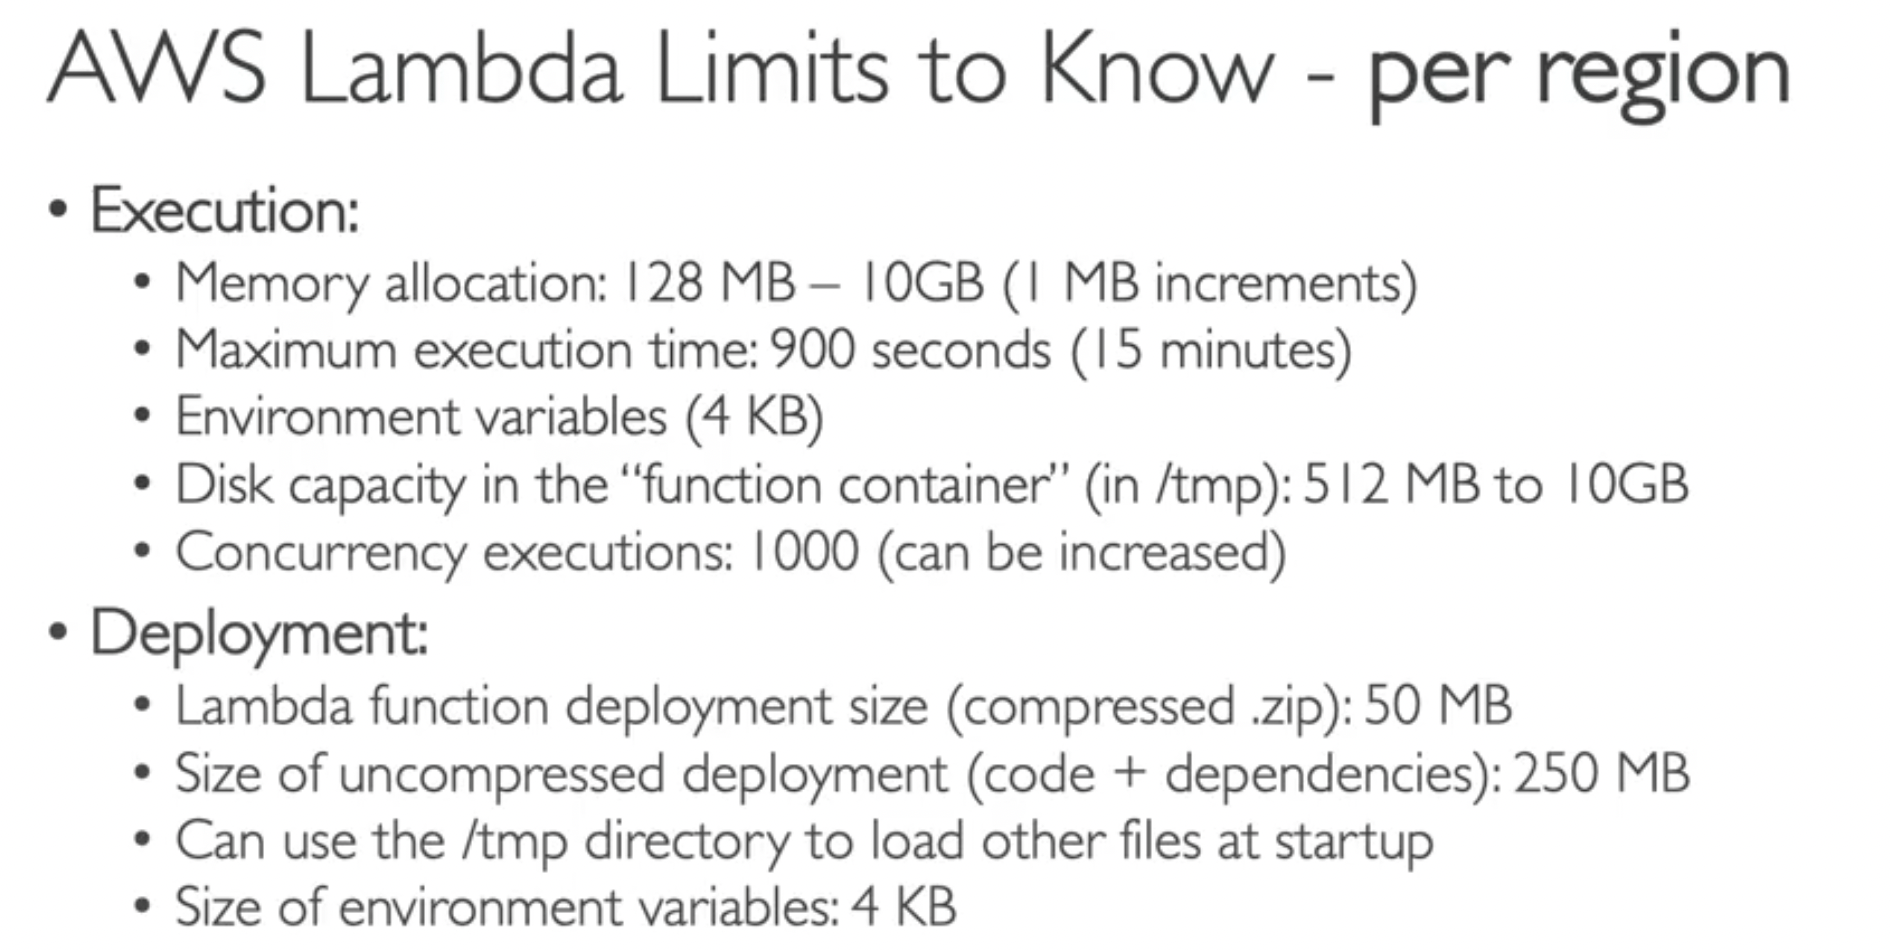 AWS Lambda Limits to Know - per region
• Execution:
• Memory allocation: 128 MB – 10GB (1 MB increments)
• Maximum execution time: 900 seconds (15 minutes)
• Environment variables (4 KB)
• Disk capacity in the “function container” (in /tmp): 512 MB to 10GB
• Concurrency executions: 1000 (can be increased)
• Deployment:
• Lambda function deployment size (compressed .zip): 50 MB
• Size of uncompressed deployment (code + dependencies): 250 MB
• Can use the /tmp directory to load other files at startup
• Size of environment variables: 4 KB